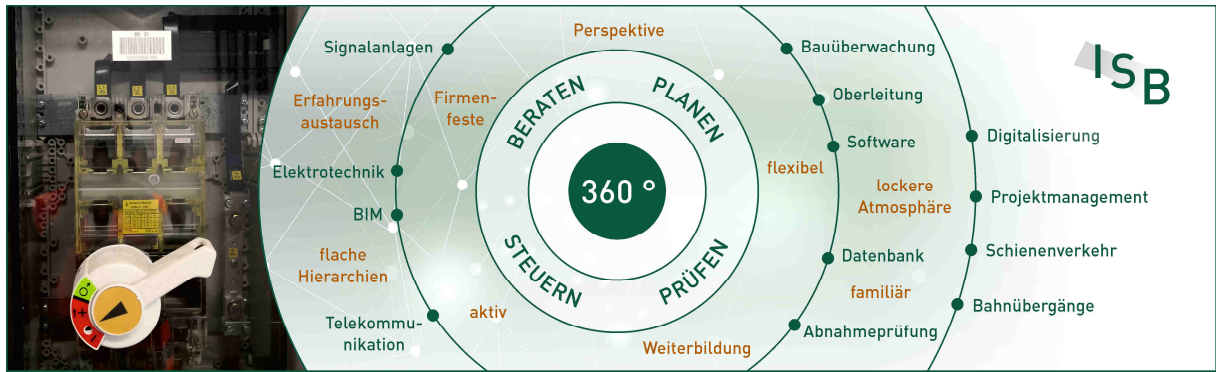 Perspektive
Signalanlagen
Bauüberwachung
ISB
Erfahrungs-
austausch
Firmen-
feste
BERATEN
PLANEN
Oberleitung
Software
Digitalisierung
flexibel
Elektrotechnik
360 °
lockere
Atmosphäre
Projektmanagement
BIM
flache
Hierarchien
STEUERN
PRÜFEN
Datenbank
Schienenverkehr
familiär
aktiv
Bahnübergänge
Telekommu-
nikation
Abnahmeprüfung
Weiterbildung